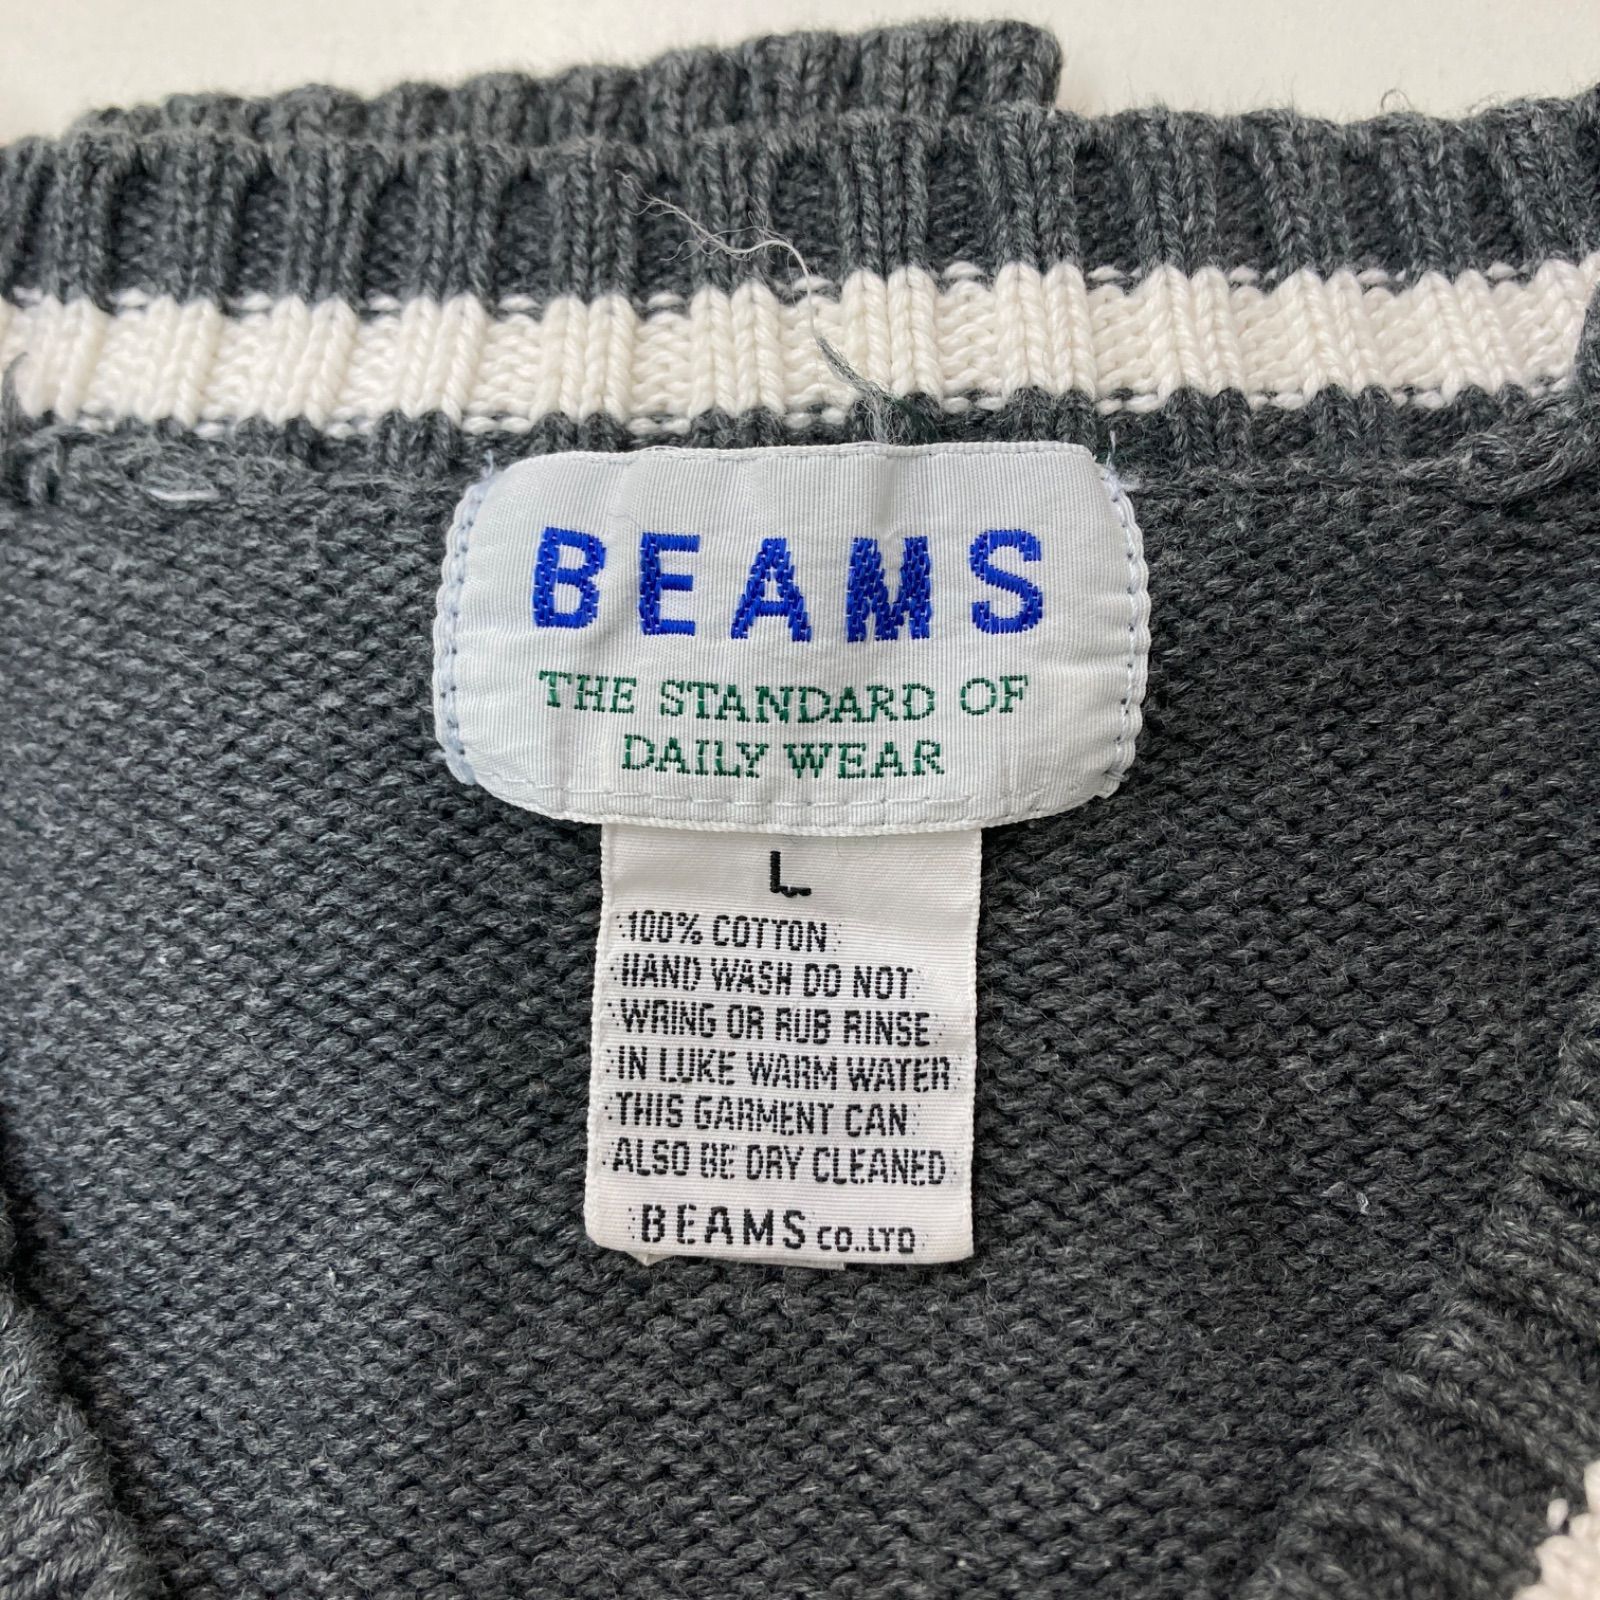 BEAMS
THE STANDARD OF
DAILY WEAR
L
100% COTTON
HAND WASH DO NOT
WRING OR RUB RINSE
IN LUKE WARM WATER
THIS GARMENT CAN
ALSO BE DRY CLEANED
BEAMS CO.,LTD